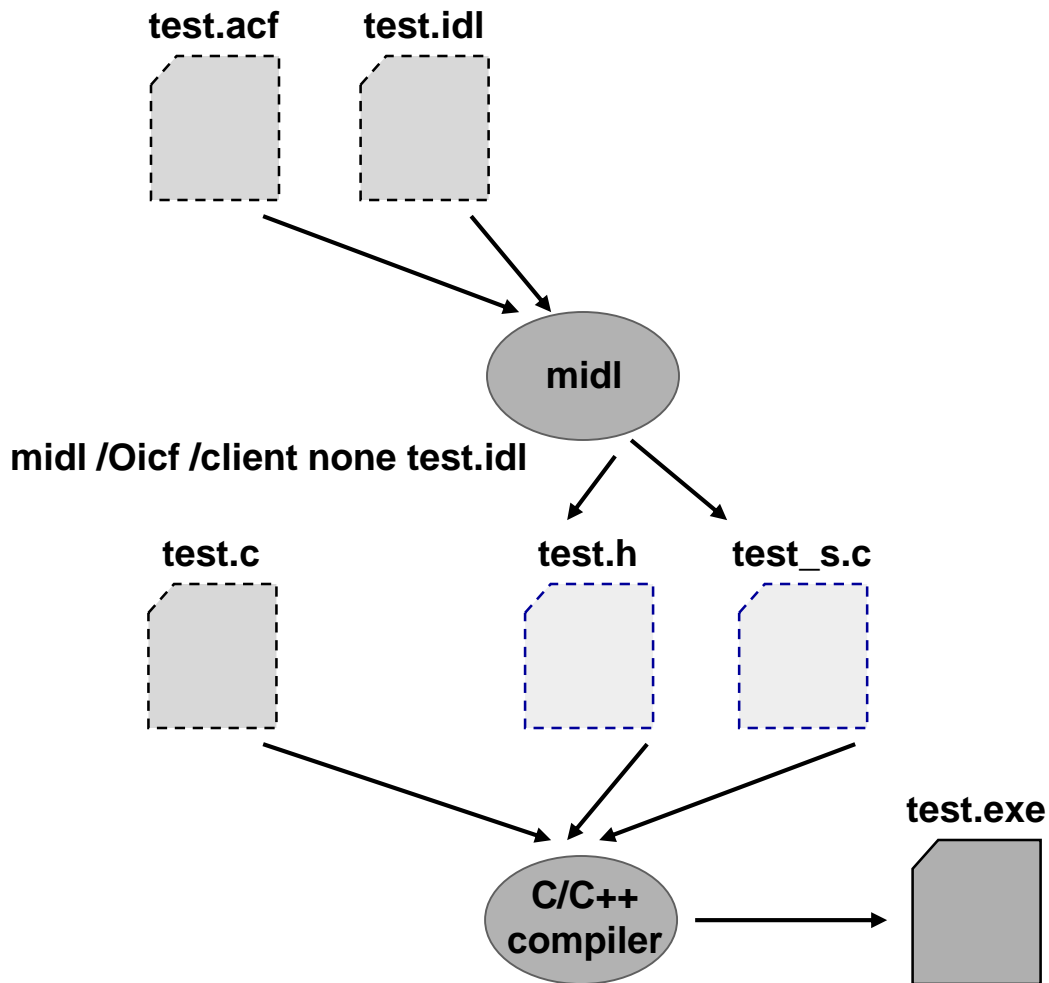 test.acf
test.idl
midl
midl /Oicf /client none test.idl
test.c
test.h
test_s.c
test.exe
C/C++
compiler